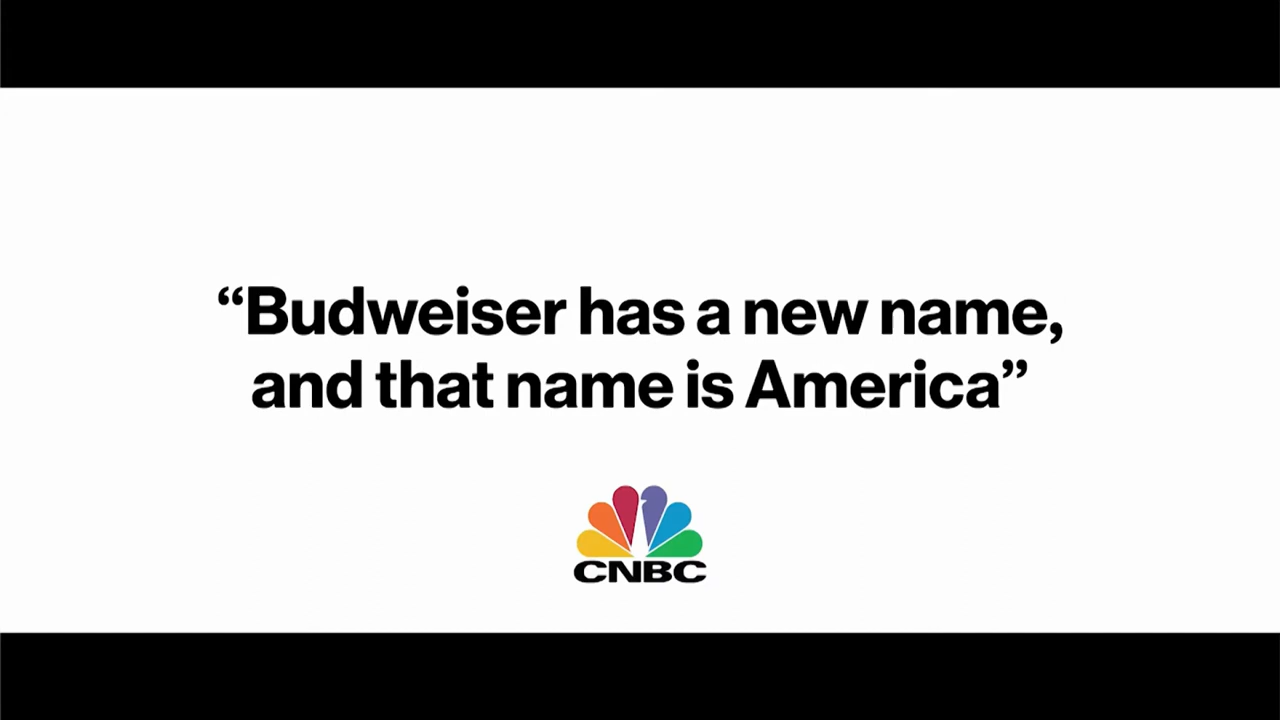 “Budweiser has a new name,
and that name is America”
CNBC